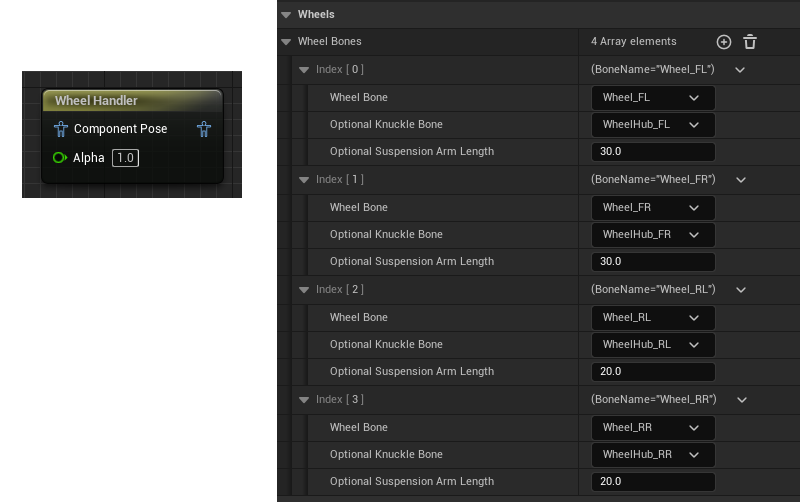 Wheel Handler
Component Pose
Alpha 1.0
Wheels
Wheel Bones 4 Array elements
Index [ 0 ] (BoneName="Wheel_FL")
Wheel Bone Wheel_FL
Optional Knuckle Bone WheelHub_FL
Optional Suspension Arm Length 30.0
Index [ 1 ] (BoneName="Wheel_FR")
Wheel Bone Wheel_FR
Optional Knuckle Bone WheelHub_FR
Optional Suspension Arm Length 30.0
Index [ 2 ] (BoneName="Wheel_RL")
Wheel Bone Wheel_RL
Optional Knuckle Bone WheelHub_RL
Optional Suspension Arm Length 20.0
Index [ 3 ] (BoneName="Wheel_RR")
Wheel Bone Wheel_RR
Optional Knuckle Bone WheelHub_RR
Optional Suspension Arm Length 20.0